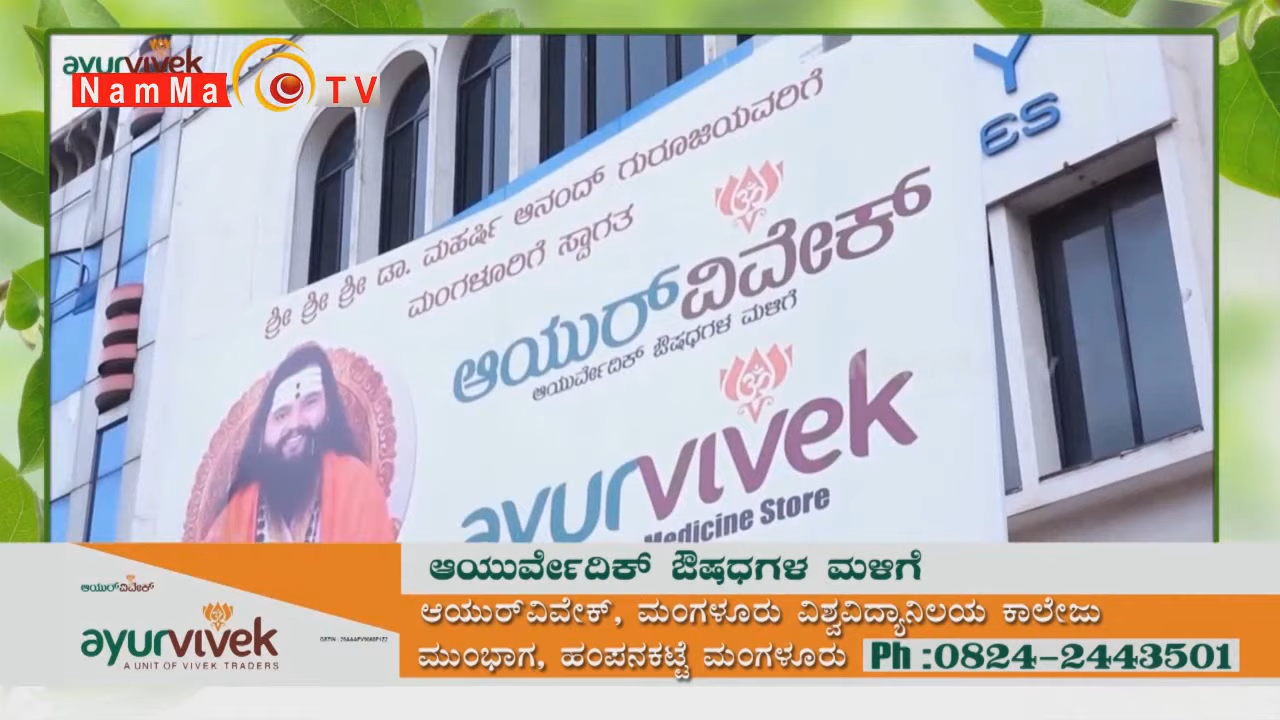 ayurvivek
NamMa TV
Y
ES
ಶ್ರೀ ಶ್ರೀ ಶ್ರೀ ಡಾ. ಮಹರ್ಷಿ ಆನಂದ್ ಗುರೂಜಿಯವರಿಗೆ
ಮಂಗಳೂರಿಗೆ ಸ್ವಾಗತ
ಆಯುರ್‌ವಿವೇಕ್
ಆಯುರ್ವೇದಿಕ್ ಔಷಧಗಳ ಮಳಿಗೆ
ayurvivek
Medicine Store
ಆಯುರ್ವೇದಿಕ್ ಔಷಧಗಳ ಮಳಿಗೆ
ಆಯುರ್‌ವಿವೇಕ್, ಮಂಗಳೂರು ವಿಶ್ವವಿದ್ಯಾನಿಲಯ ಕಾಲೇಜು
ಮುಂಭಾಗ, ಹಂಪನಕಟ್ಟೆ ಮಂಗಳೂರು Ph :0824-2443501
ಆಯುರ್‌ವಿವೇಕ್
ayurvivek
A UNIT OF VIVEK TRADERS